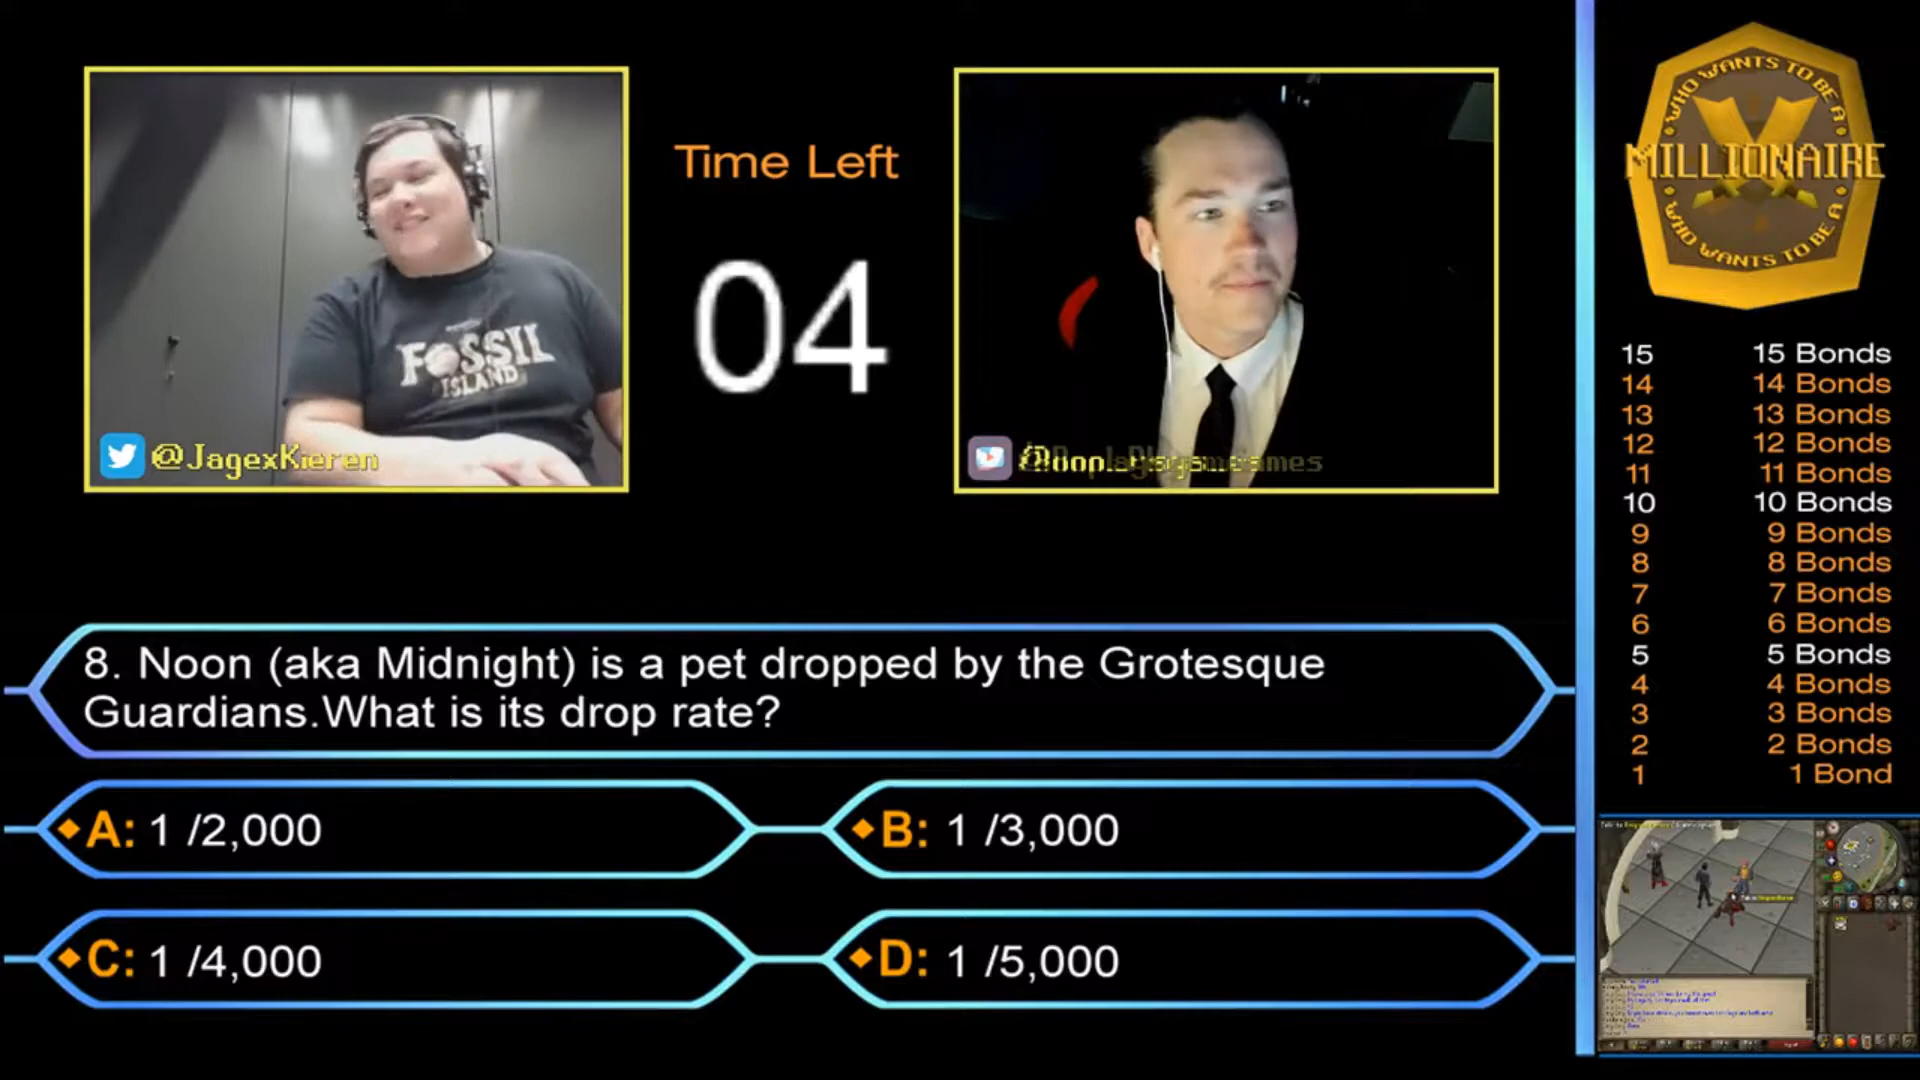 WHO WANTS TO BE A
MILLIONAIRE
WHO WANTS TO BE A
Time Left
04
FOSSIL
ISLAND
@JagexKieren
15 15 Bonds
14 14 Bonds
13 13 Bonds
12 12 Bonds
11 11 Bonds
10 10 Bonds
9 9 Bonds
8 8 Bonds
7 7 Bonds
6 6 Bonds
5 5 Bonds
4 4 Bonds
3 3 Bonds
2 2 Bonds
1 1 Bond
8. Noon (aka Midnight) is a pet dropped by the Grotesque
Guardians.What is its drop rate?
A: 1 /2,000
B: 1 /3,000
C: 1 /4,000
D: 1 /5,000